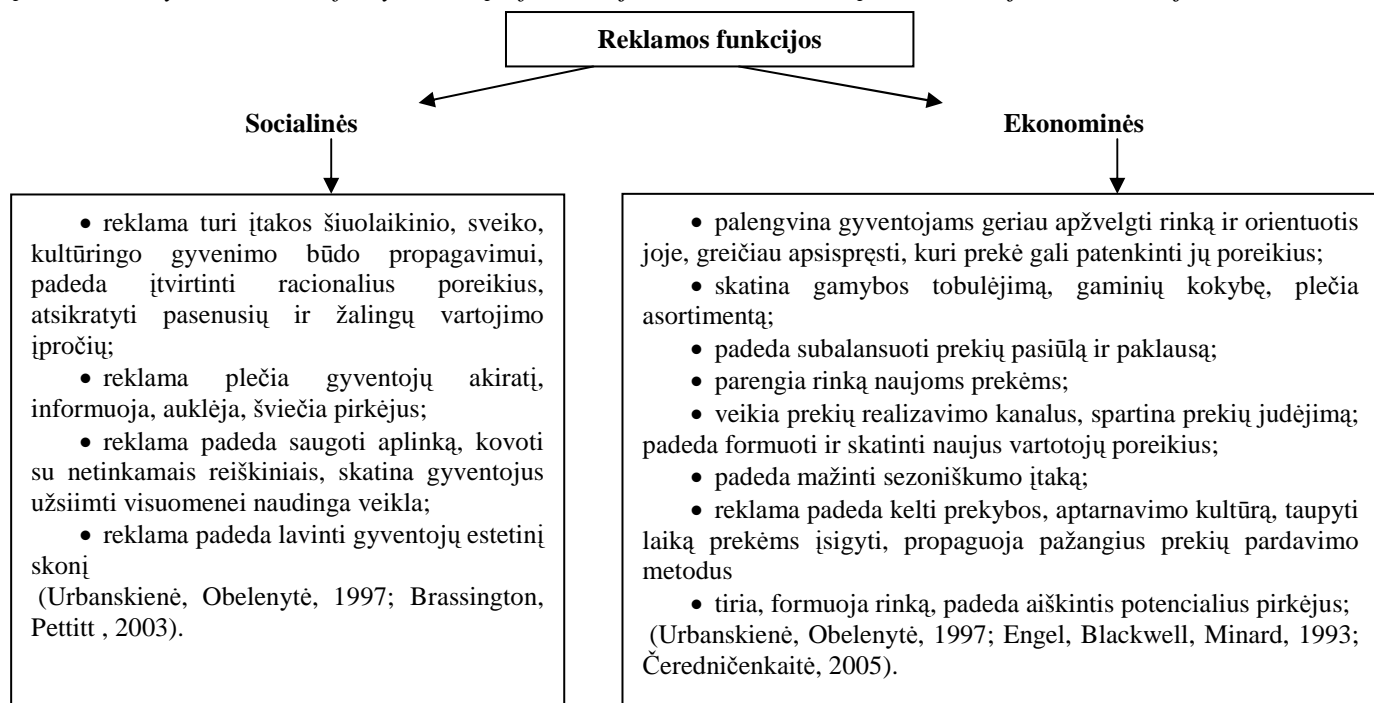 Reklamos funkcijos
Socialinės
• reklama turi įtakos šiuolaikinio, sveiko,
kultūringo gyvenimo būdo propagavimui,
padeda įtvirtinti racionalius poreikius,
atsikratyti pasenusių ir žalingų vartojimo
įpročių;
• reklama plečia gyventojų akiratį,
informuoja, auklėja, šviečia pirkėjus;
• reklama padeda saugoti aplinką, kovoti
su netinkamais reiškiniais, skatina gyventojus
užsiimti visuomenei naudinga veikla;
• reklama padeda lavinti gyventojų estetinį
skonį
(Urbanskienė, Obelenytė, 1997; Brassington,
Pettitt , 2003).
Ekonominės
• palengvina gyventojams geriau apžvelgti rinką ir orientuotis
joje, greičiau apsispręsti, kuri prekė gali patenkinti jų poreikius;
• skatina gamybos tobulėjimą, gaminių kokybę, plečia
asortimentą;
• padeda subalansuoti prekių pasiūlą ir paklausą;
• parengia rinką naujoms prekėms;
• veikia prekių realizavimo kanalus, spartina prekių judėjimą;
padeda formuoti ir skatinti naujus vartotojų poreikius;
• padeda mažinti sezoniškumo įtaką;
• reklama padeda kelti prekybos, aptarnavimo kultūrą, taupyti
laiką prekėms įsigyti, propaguoja pažangius prekių pardavimo
metodus
• tiria, formuoja rinką, padeda aiškintis potencialius pirkėjus;
(Urbanskienė, Obelenytė, 1997; Engel, Blackwell, Minard, 1993;
Čeredničenkaitė, 2005).